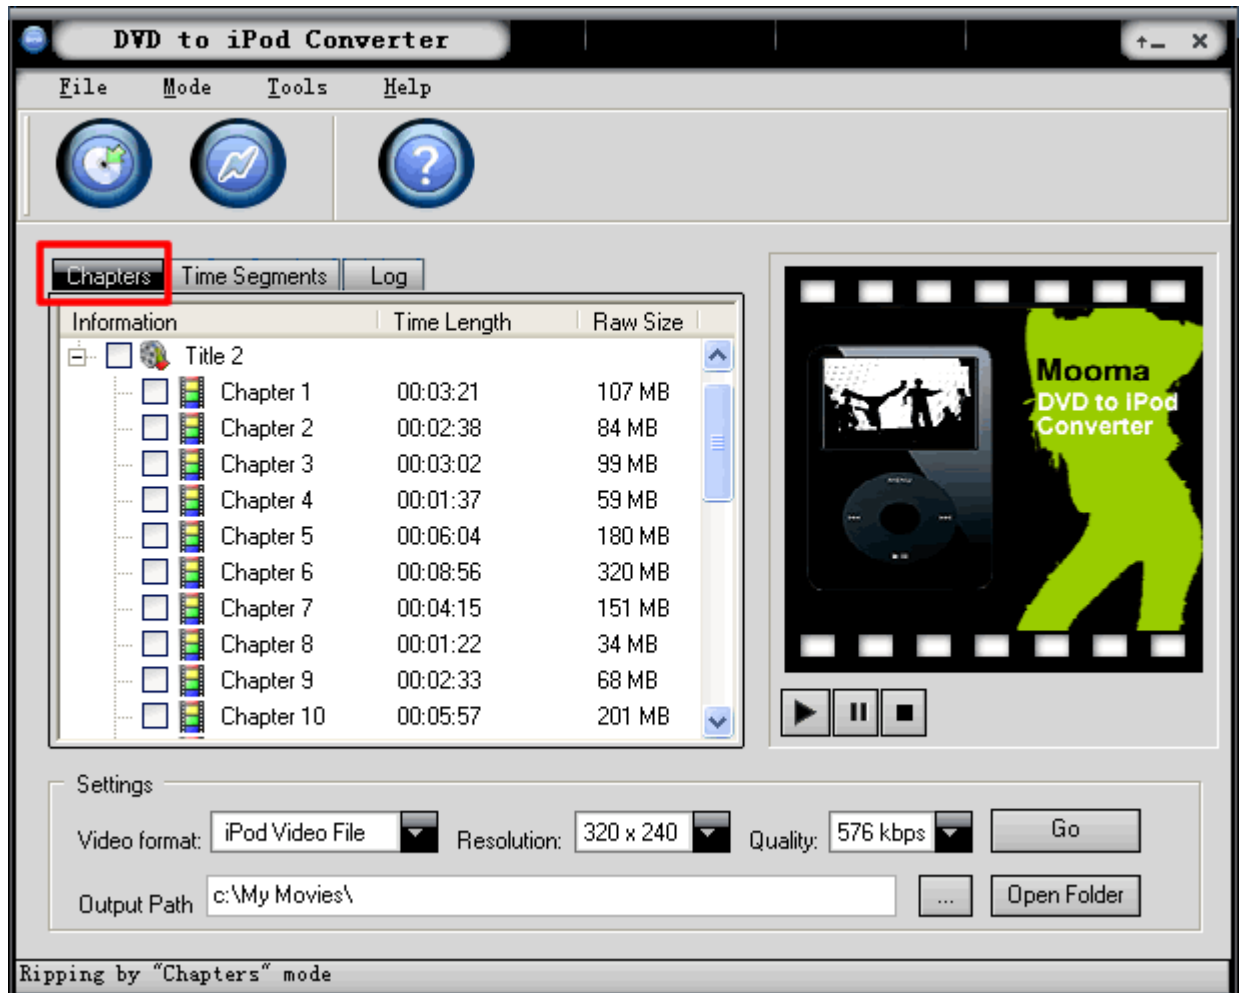 DVD to iPod Converter
File Mode Tools Help
Chapters Time Segments Log
Information Time Length Raw Size
Title 2
Chapter 1 00:03:21 107 MB
Chapter 2 00:02:38 84 MB
Chapter 3 00:03:02 99 MB
Chapter 4 00:01:37 59 MB
Chapter 5 00:06:04 180 MB
Chapter 6 00:08:56 320 MB
Chapter 7 00:04:15 151 MB
Chapter 8 00:01:22 34 MB
Chapter 9 00:02:33 68 MB
Chapter 10 00:05:57 201 MB
Mooma
DVD to iPod
Converter
MENU
Settings
Video format: iPod Video File Resolution: 320 x 240 Quality: 576 kbps Go
Output Path c:\My Movies\ ... Open Folder
Ripping by "Chapters" mode